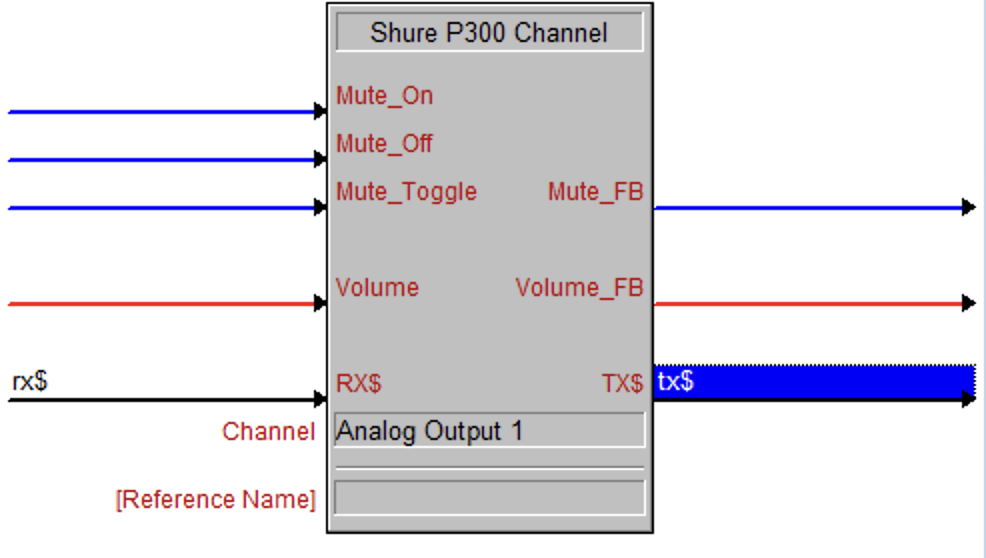 Shure P300 Channel
Mute_On
Mute_Off
Mute_Toggle Mute_FB
Volume Volume_FB
rx$ RX$ TX$ tx$
Channel Analog Output 1
[Reference Name]